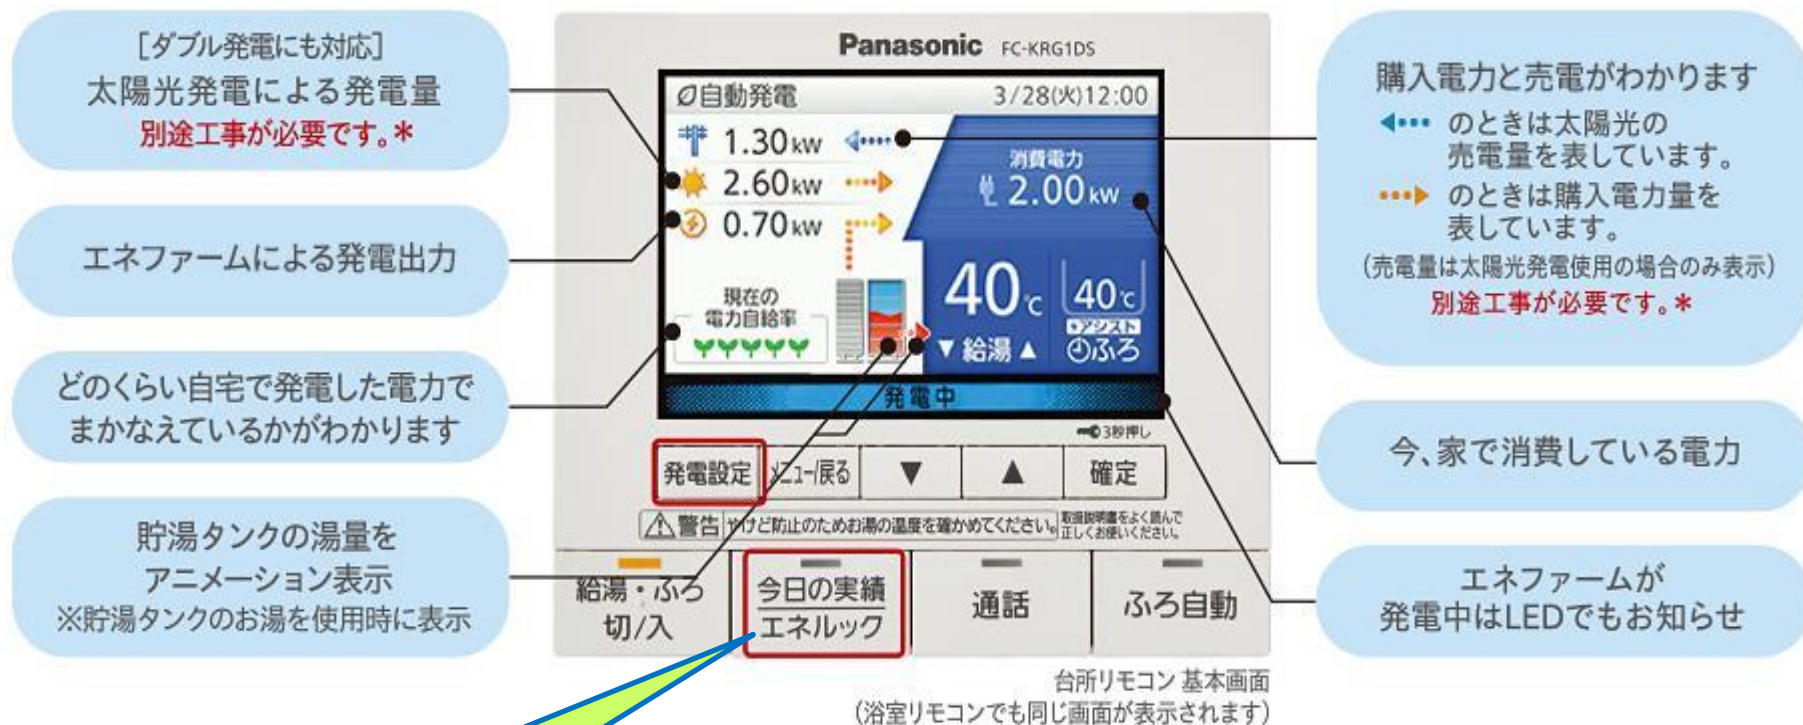 [ダブル発電にも対応]
太陽光発電による発電量
別途工事が必要です。*
エネファームによる発電出力
どのくらい自宅で発電した電力で
まかなえているかがわかります
貯湯タンクの湯量を
アニメーション表示
※貯湯タンクのお湯を使用時に表示
Panasonic FC-KRG1DS
自動発電 3/28(火)12:00
1.30kW
2.60kW
0.70kW
消費電力
2.00kW
現在の
電力自給率
40℃
▼ 給湯 ▲
40℃
+アシスト
ふろ
発電中
3秒押し
発電設定 メニュー/戻る ▼ ▲ 確定
警告 やけど防止のためお湯の温度を確かめてください。 取扱説明書をよく読んで
正しくお使いください。
給湯・ふろ
切/入
今日の実績
エネルック
通話
ふろ自動
台所リモコン 基本画面
(浴室リモコンでも同じ画面が表示されます)
購入電力と売電がわかります
のときは太陽光の
売電量を表しています。
のときは購入電力量を
表しています。
(売電量は太陽光発電使用の場合のみ表示)
別途工事が必要です。*
今、家で消費している電力
エネファームが
発電中はLEDでもお知らせ